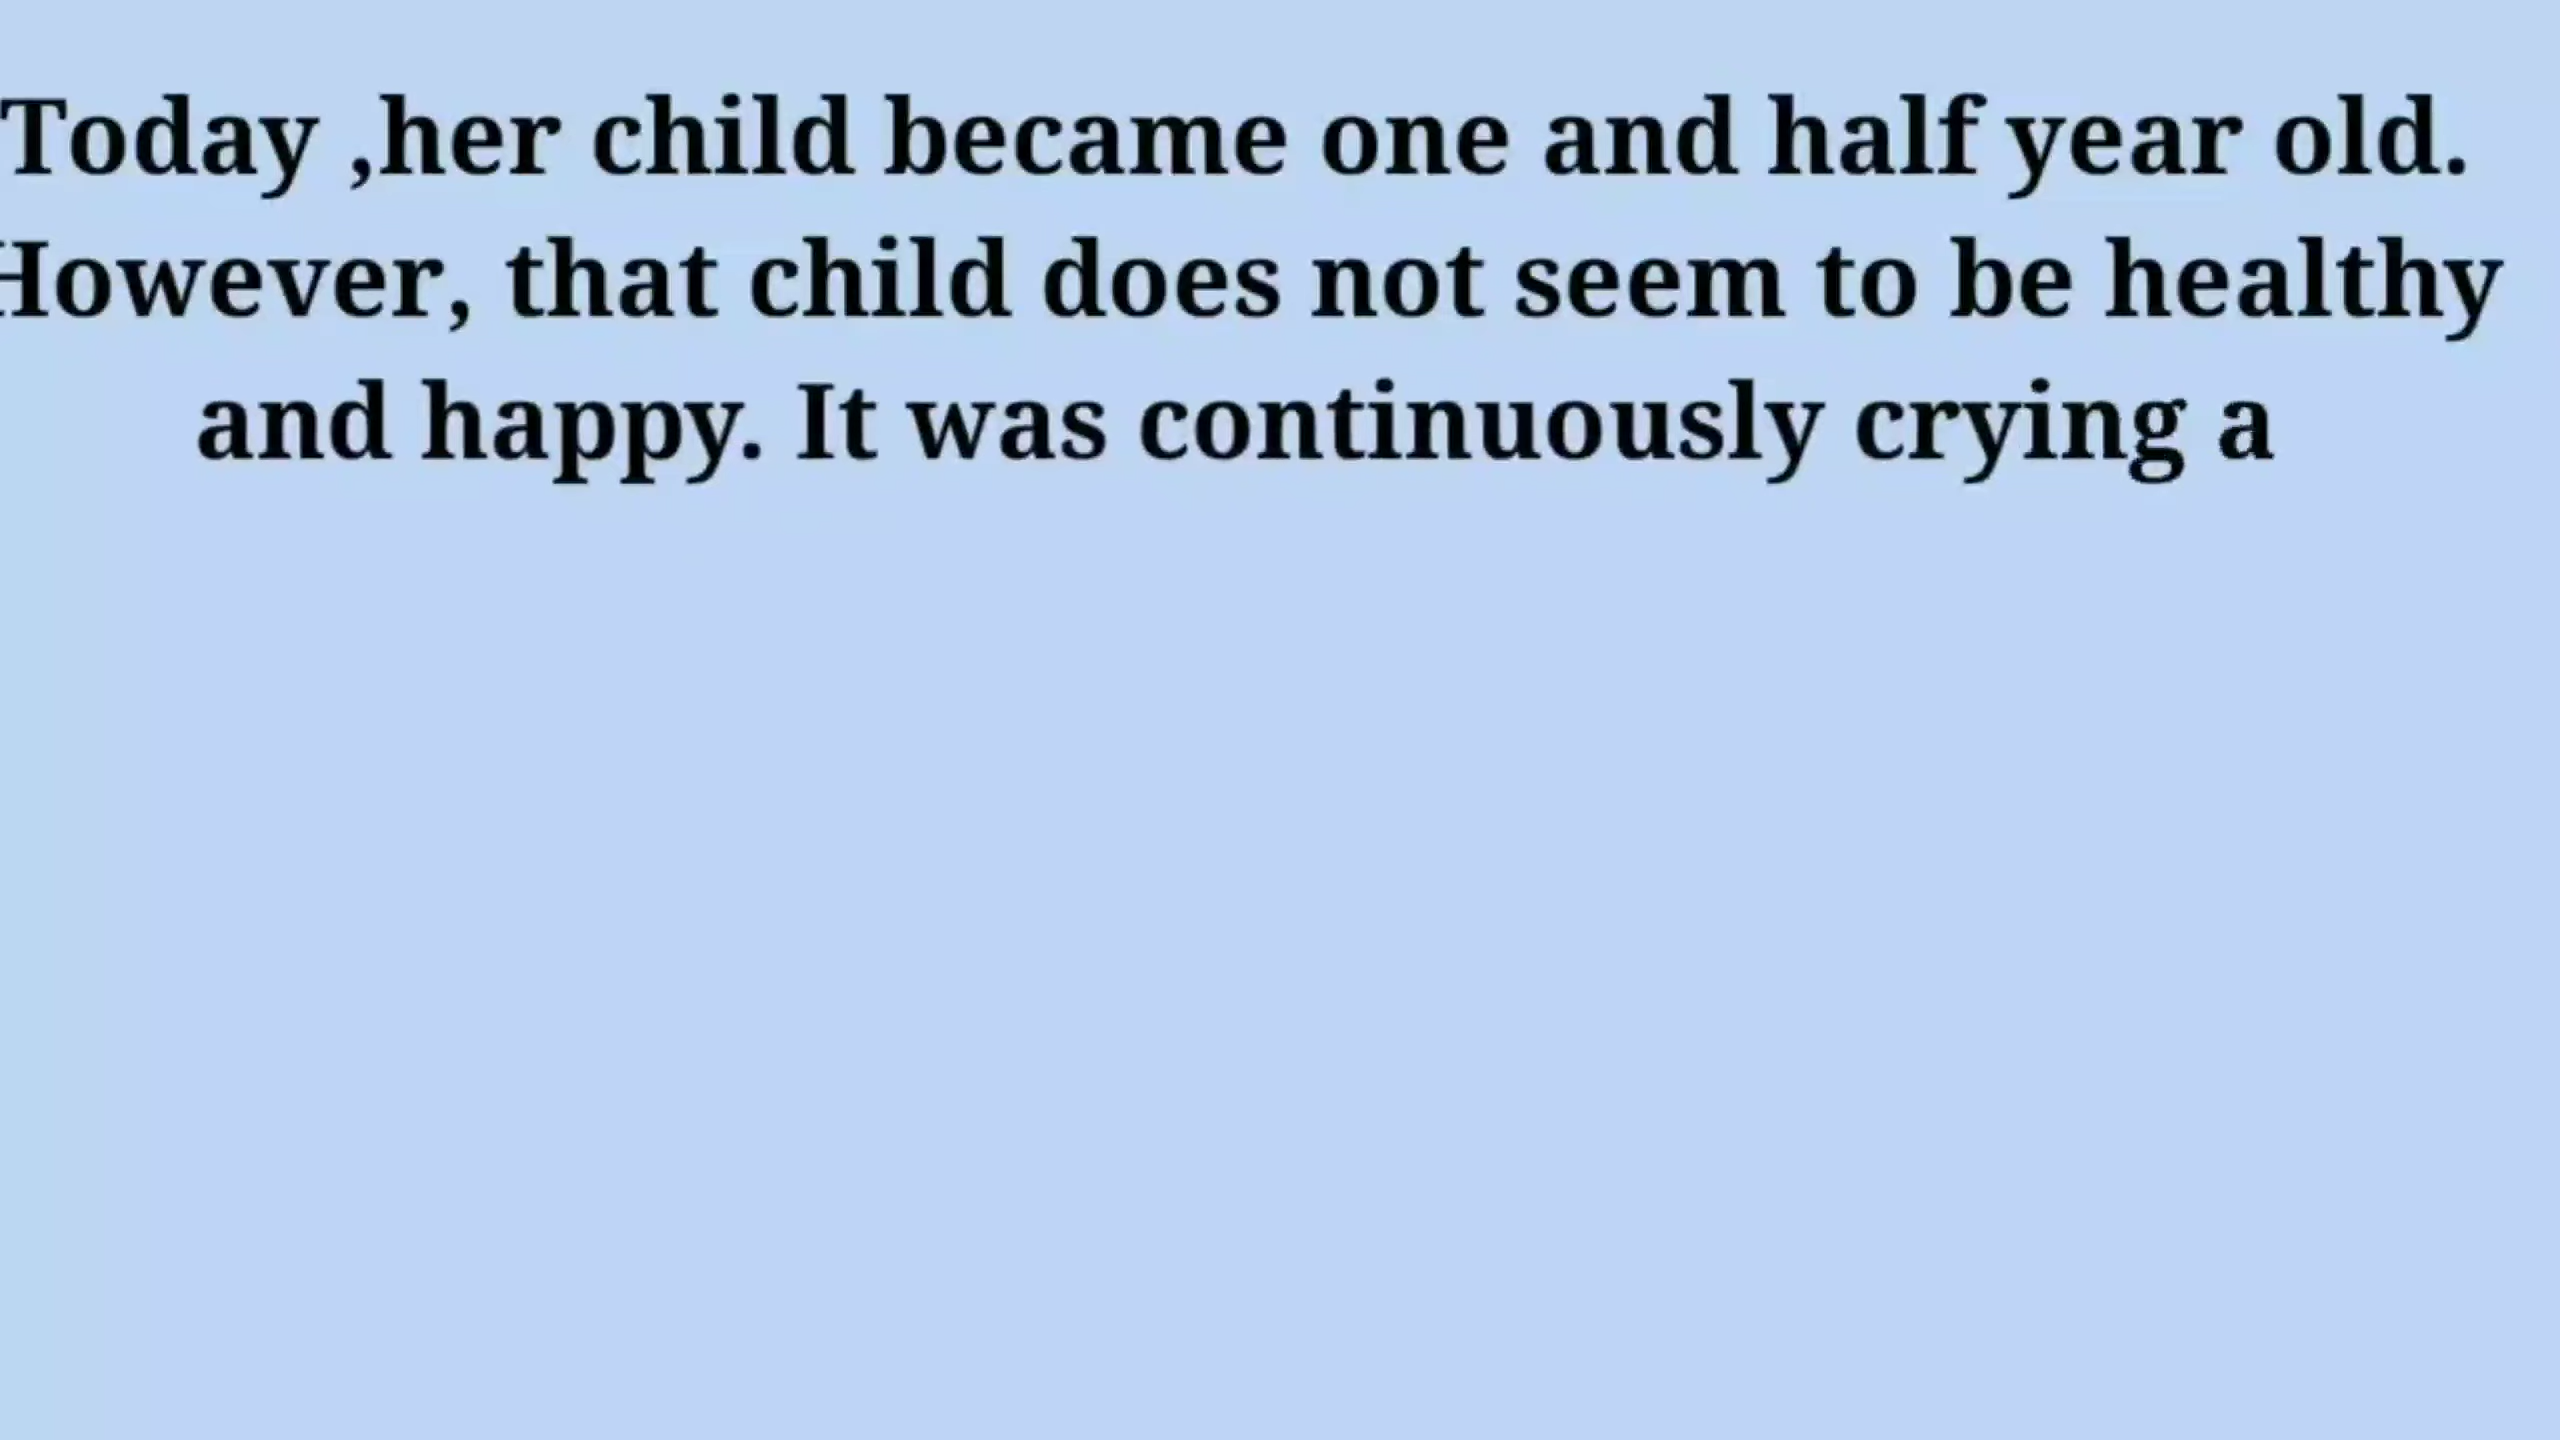 Today ,her child became one and half year old.
However, that child does not seem to be healthy
and happy. It was continuously crying a